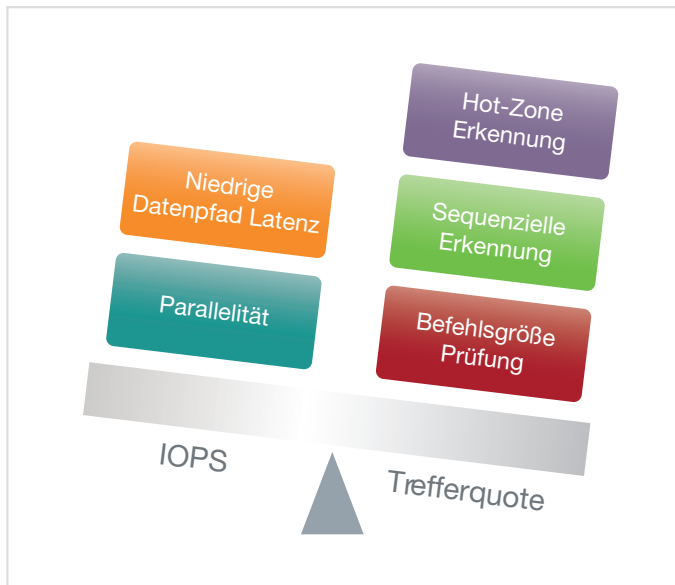 Hot-Zone
Erkennung
Niedrige
Datenpfad Latenz
Sequenzielle
Erkennung
Parallelität
Befehlsgröße
Prüfung
IOPS
Trefferquote